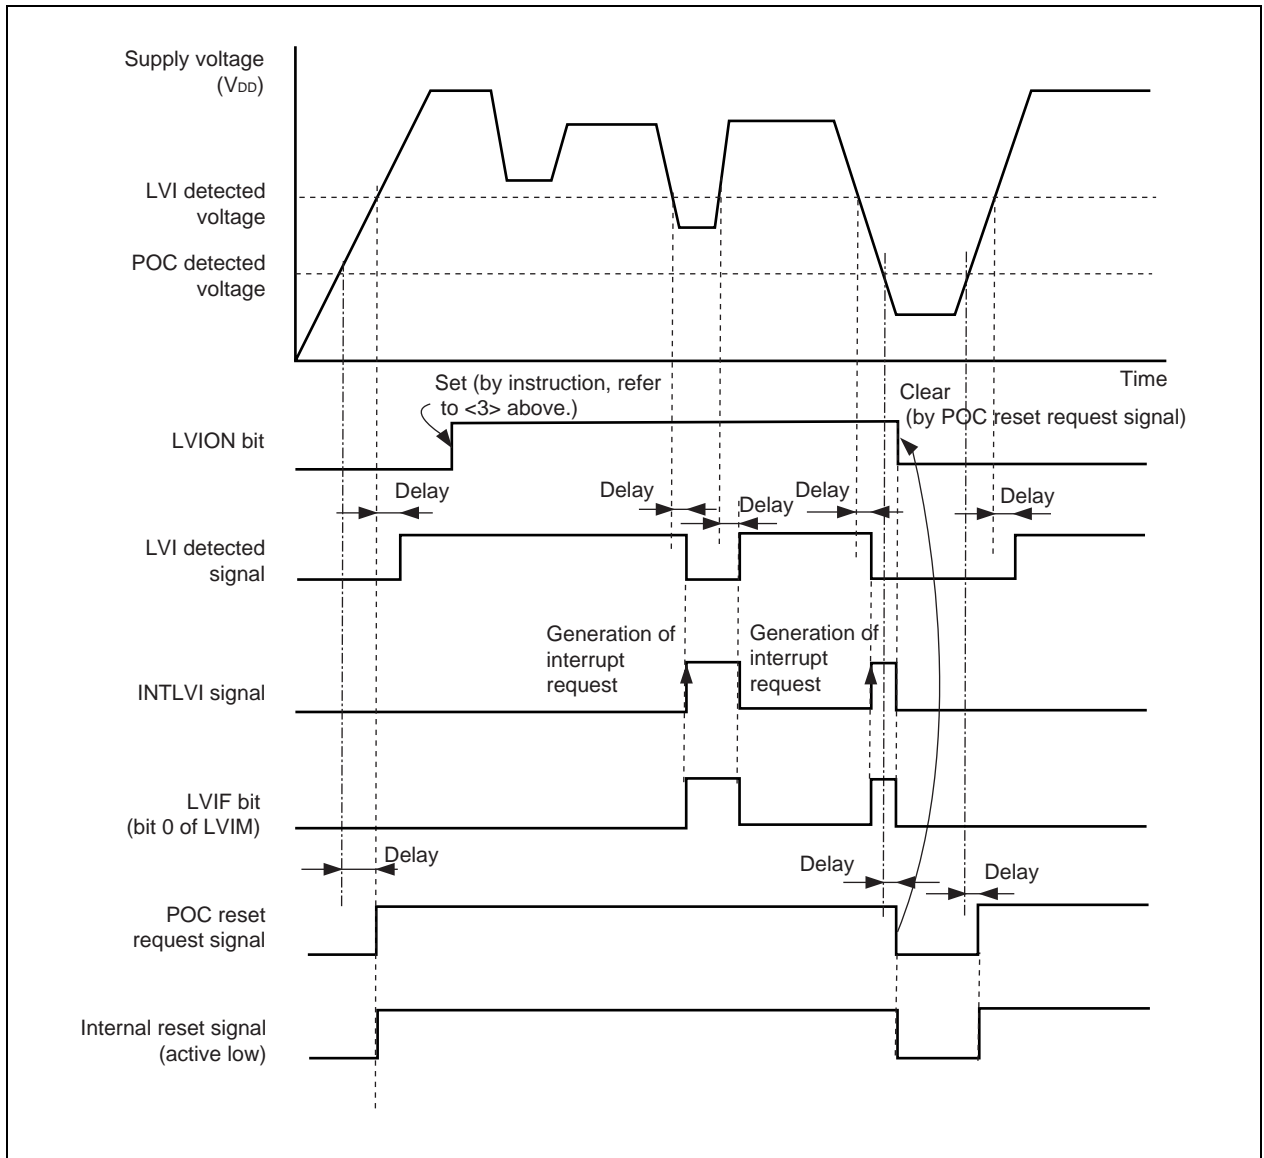 Supply voltage
(VDD)
LVI detected
voltage
POC detected
voltage
Time
Set (by instruction, refer
to <3> above.)
Clear
(by POC reset request signal)
LVION bit
Delay
Delay
Delay
Delay
Delay
LVI detected
signal
Generation of
interrupt
request
Generation of
interrupt
request
INTLVI signal
LVIF bit
(bit 0 of LVIM)
Delay
Delay
Delay
POC reset
request signal
Internal reset signal
(active low)